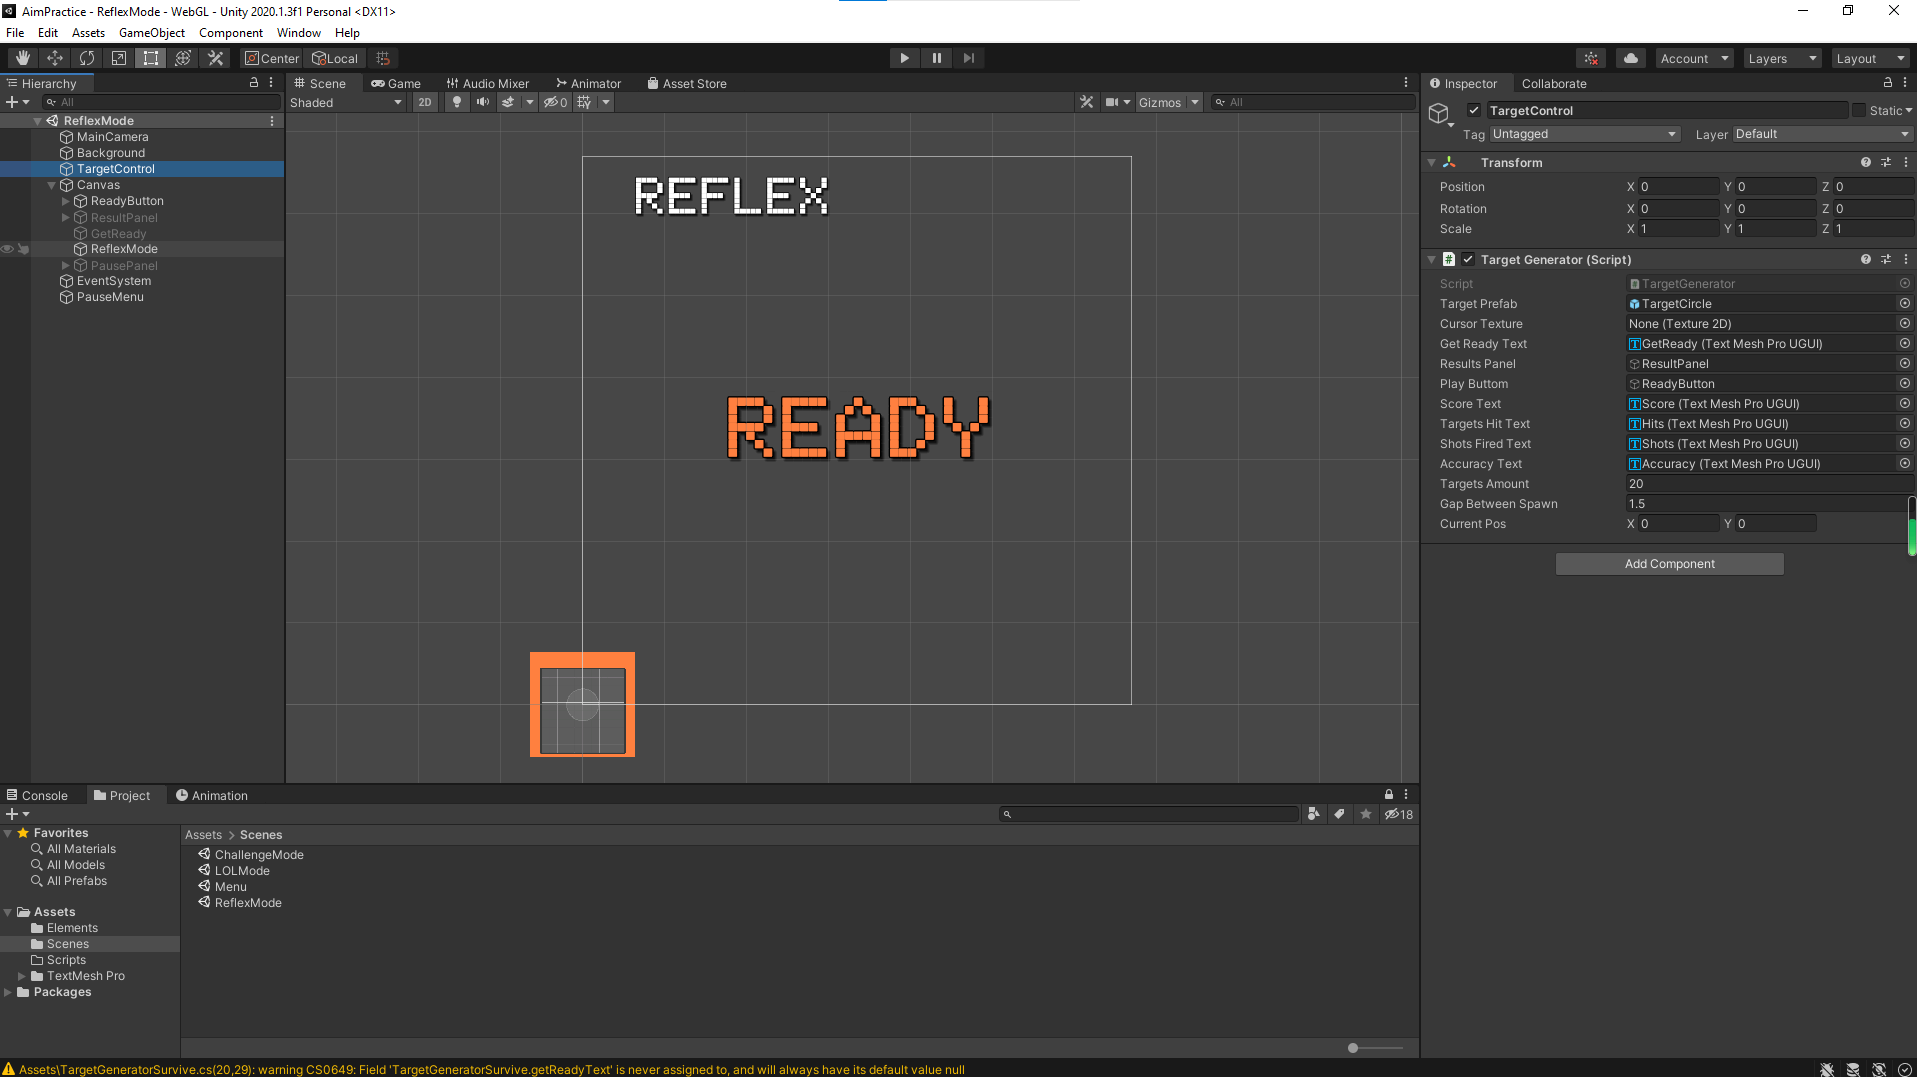 AimPractice - ReflexMode - WebGL - Unity 2020.1.3f1 Personal <DX11>
File Edit Assets GameObject Component Window Help
Center Local Account Layers Layout
Hierarchy
All
ReflexMode
MainCamera
Background
TargetControl
Canvas
ReadyButton
ResultPanel
GetReady
ReflexMode
PausePanel
EventSystem
PauseMenu
Scene Game Audio Mixer Animator Asset Store
Shaded 2D 0 Gizmos All
REFLEX
READY
Inspector Collaborate
TargetControl Static
Tag Untagged Layer Default
Transform
Position X 0 Y 0 Z 0
Rotation X 0 Y 0 Z 0
Scale X 1 Y 1 Z 1
# Target Generator (Script)
Script TargetGenerator
Target Prefab TargetCircle
Cursor Texture None (Texture 2D)
Get Ready Text GetReady (Text Mesh Pro UGUI)
Results Panel ResultPanel
Play Buttom ReadyButton
Score Text Score (Text Mesh Pro UGUI)
Targets Hit Text Hits (Text Mesh Pro UGUI)
Shots Fired Text Shots (Text Mesh Pro UGUI)
Accuracy Text Accuracy (Text Mesh Pro UGUI)
Targets Amount 20
Gap Between Spawn 1.5
Current Pos X 0 Y 0
Add Component
Console Project Animation
18
Favorites
All Materials
All Models
All Prefabs
Assets
Elements
Scenes
Scripts
TextMesh Pro
Packages
Assets > Scenes
ChallengeMode
LOLMode
Menu
ReflexMode
Assets\TargetGeneratorSurvive.cs(20,29): warning CS0649: Field 'TargetGeneratorSurvive.getReadyText' is never assigned to, and will always have its default value null